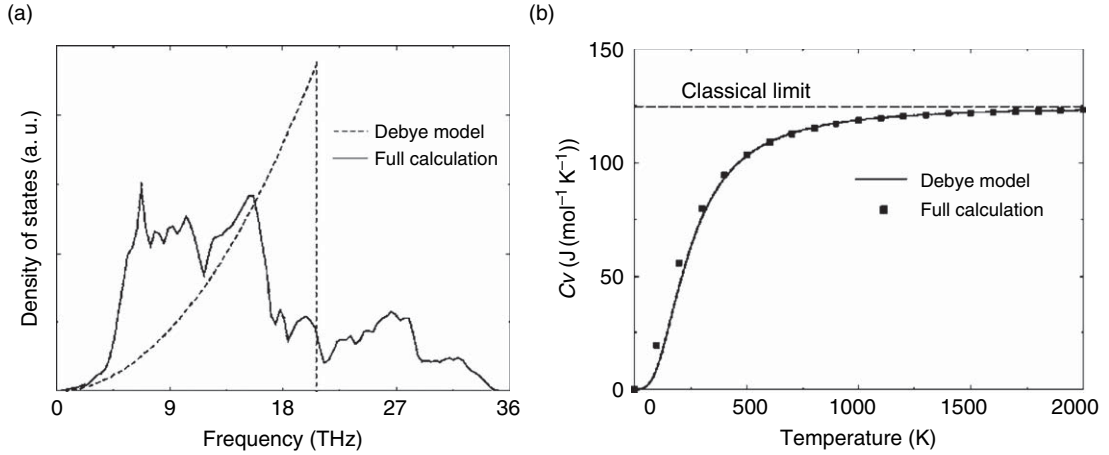 (a)
Density of states (a. u.)
Debye model
Full calculation
0 9 18 27 36
Frequency (THz)
(b)
150
100
50
0
Cv (J (mol⁻¹ K⁻¹))
Classical limit
Debye model
Full calculation
0 500 1000 1500 2000
Temperature (K)